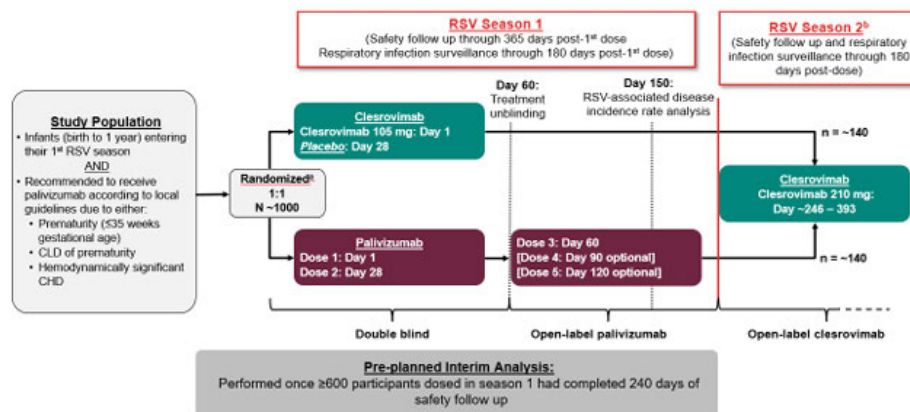 RSV Season 1
(Safety follow up through 365 days post-1st dose
Respiratory infection surveillance through 180 days post-1st dose)
RSV Season 2b
(Safety follow up and respiratory
infection surveillance through 180
days post-dose)
Day 60:
Treatment
unblinding
Day 150:
RSV-associated disease
incidence rate analysis
Study Population
• Infants (birth to 1 year) entering
their 1st RSV season
AND
• Recommended to receive
palivizumab according to local
guidelines due to either:
• Prematurity (≤35 weeks
gestational age)
• CLD of prematurity
• Hemodynamically significant
CHD
Randomizeda
1:1
N ~1000
Clesrovimab
Clesrovimab 105 mg: Day 1
Placebo: Day 28
Palivizumab
Dose 1: Day 1
Dose 2: Day 28
Dose 3: Day 60
[Dose 4: Day 90 optional]
[Dose 5: Day 120 optional]
n = ~140
Clesrovimab
Clesrovimab 210 mg:
Day ~246 – 393
n = ~140
Double blind
Open-label palivizumab
Open-label clesrovimab
Pre-planned Interim Analysis:
Performed once ≥600 participants dosed in season 1 had completed 240 days of
safety follow up